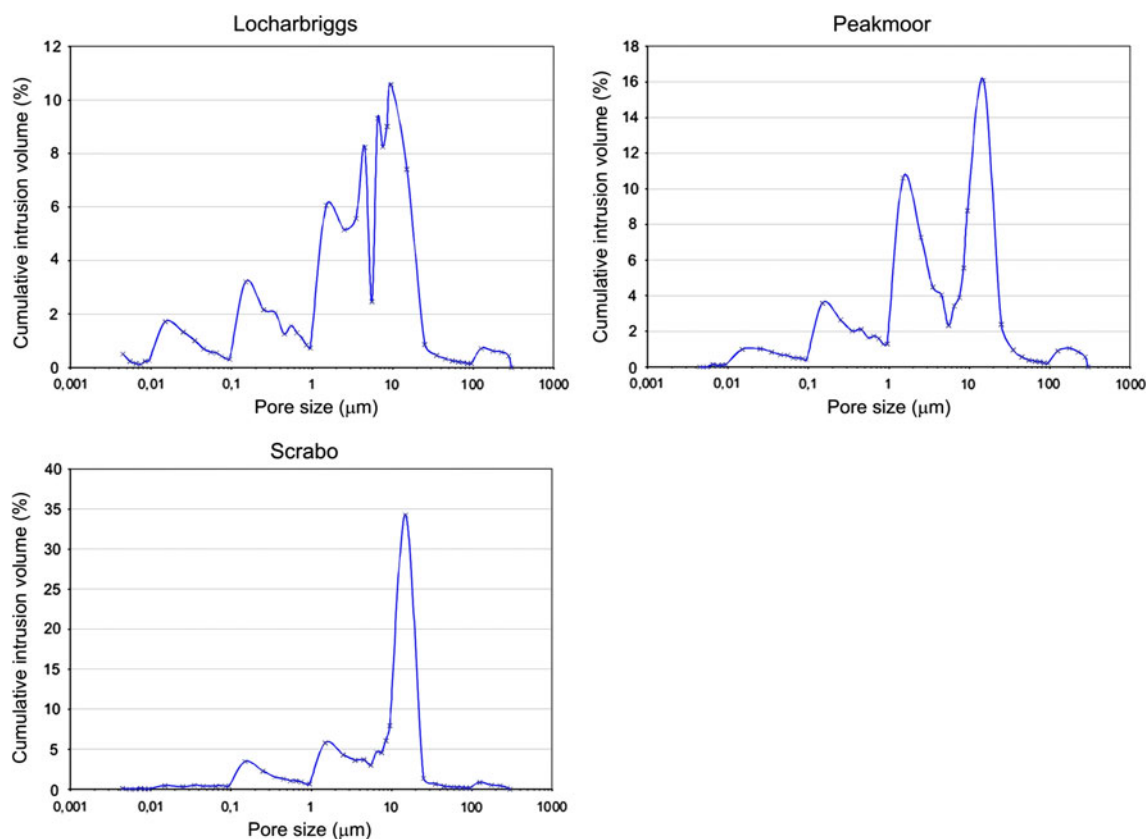 Locharbriggs
Cumulative intrusion volume (%)
12
10
8
6
4
2
0
0,001 0,01 0,1 1 10 100 1000
Pore size (μm)
Peakmoor
Cumulative intrusion volume (%)
18
16
14
12
10
8
6
4
2
0
0,001 0,01 0,1 1 10 100 1000
Pore size (μm)
Scrabo
Cumulative intrusion volume (%)
40
35
30
25
20
15
10
5
0
0,001 0,01 0,1 1 10 100 1000
Pore size (μm)